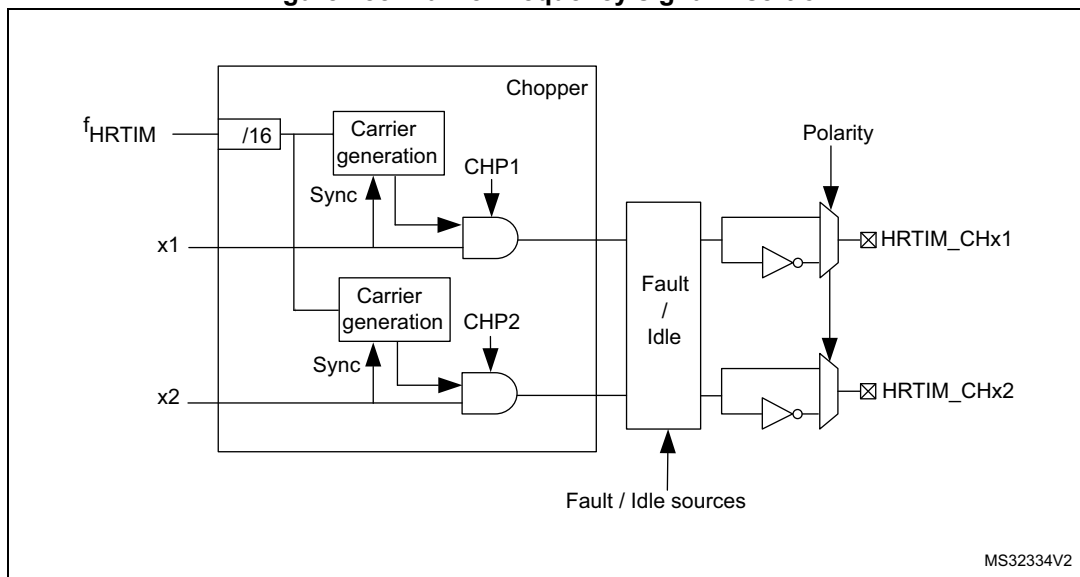 Chopper
fHRTIM
/16
Carrier
generation
CHP1
Polarity
Sync
x1
HRTIM_CHx1
Carrier
generation
Fault
/
Idle
CHP2
Sync
x2
HRTIM_CHx2
Fault / Idle sources
MS32334V2